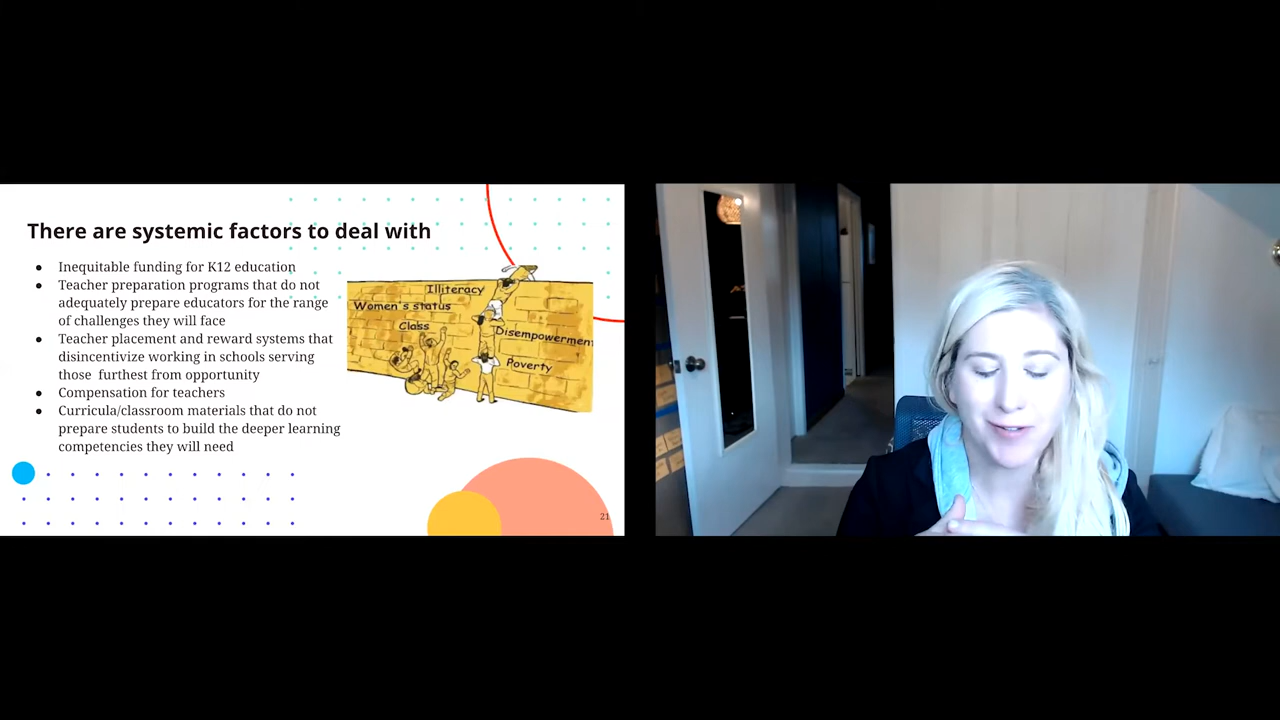 There are systemic factors to deal with
● Inequitable funding for K12 education
● Teacher preparation programs that do not
adequately prepare educators for the range
of challenges they will face
● Teacher placement and reward systems that
disincentivize working in schools serving
those furthest from opportunity
● Compensation for teachers
● Curricula/classroom materials that do not
prepare students to build the deeper learning
competencies they will need
Illiteracy
Women's status
Class
Disempowermen
Poverty
21